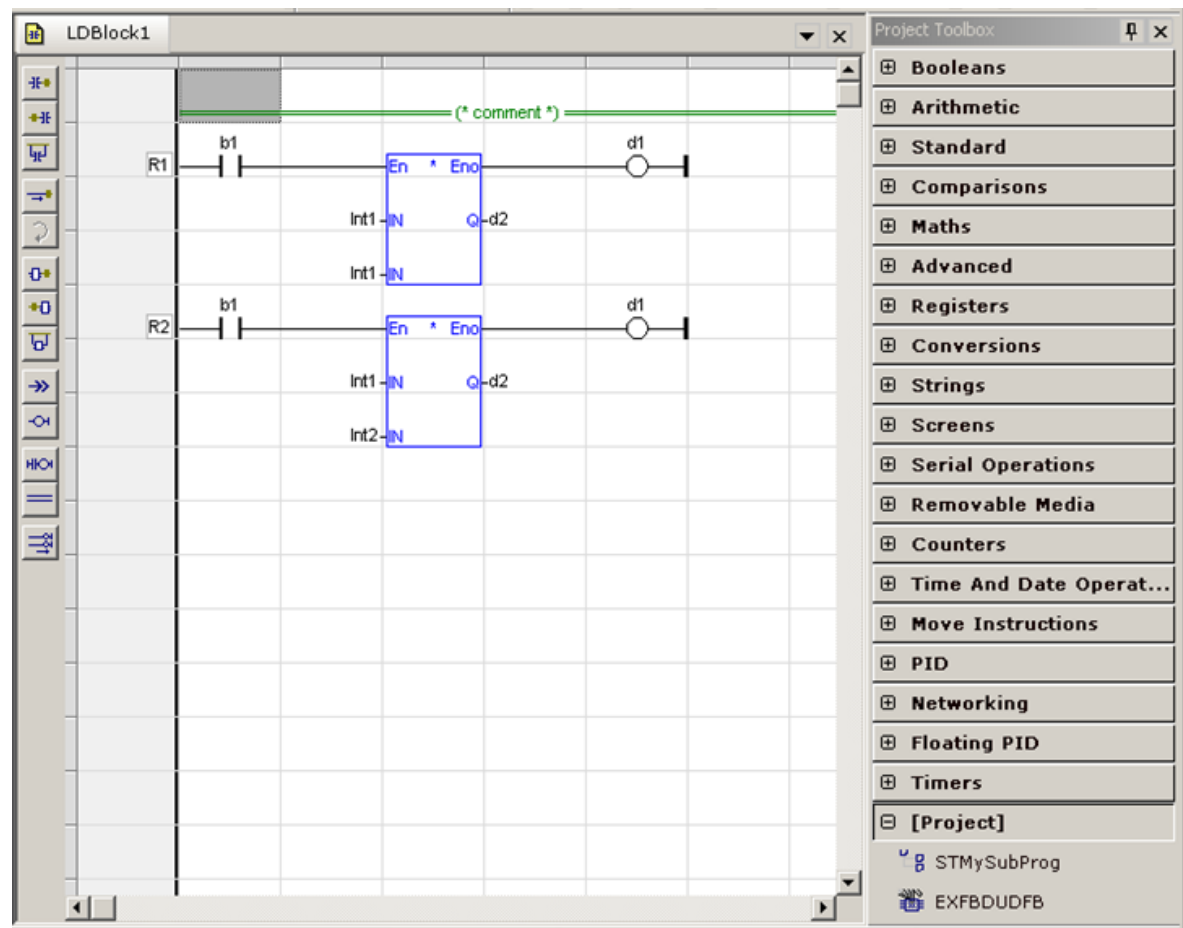 LDBlock1
(* comment *)
b1 d1
R1 En * Eno
Int1 IN Q d2
Int1 IN
b1 d1
R2 En * Eno
Int1 IN Q d2
Int2 IN
Project Toolbox
Booleans
Arithmetic
Standard
Comparisons
Maths
Advanced
Registers
Conversions
Strings
Screens
Serial Operations
Removable Media
Counters
Time And Date Operat...
Move Instructions
PID
Networking
Floating PID
Timers
[Project]
STMySubProg
EXFBDUDFB